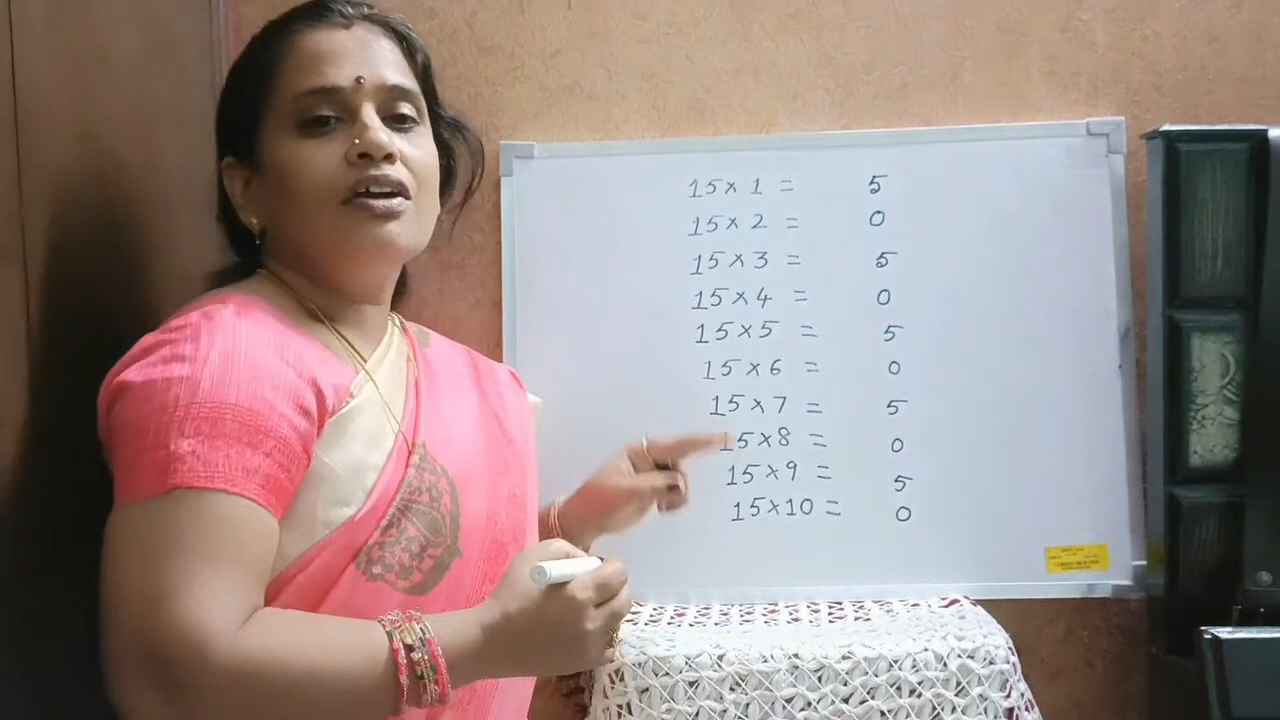 15 × 1 = 5
15 × 2 = 0
15 × 3 = 5
15 × 4 = 0
15 × 5 = 5
15 × 6 = 0
15 × 7 = 5
15 × 8 = 0
15 × 9 = 5
15 × 10 = 0